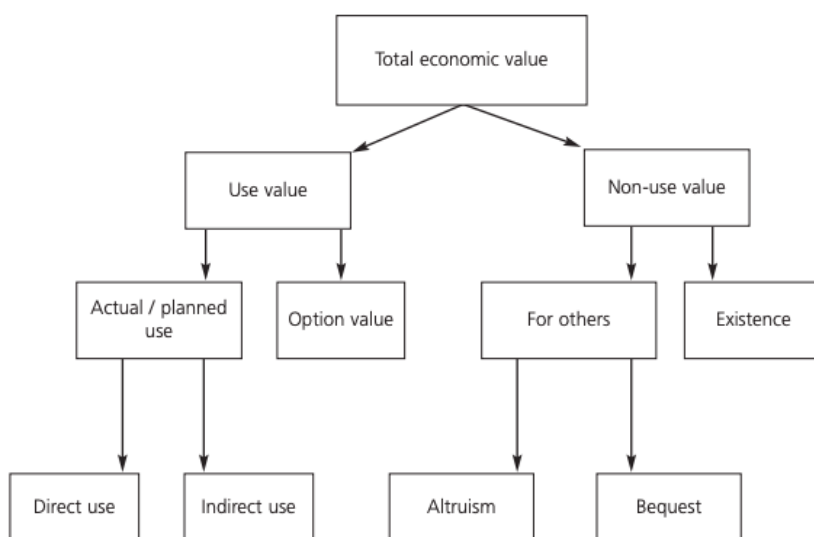 Total economic value
Use value
Non-use value
Actual / planned
use
Option value
For others
Existence
Direct use
Indirect use
Altruism
Bequest